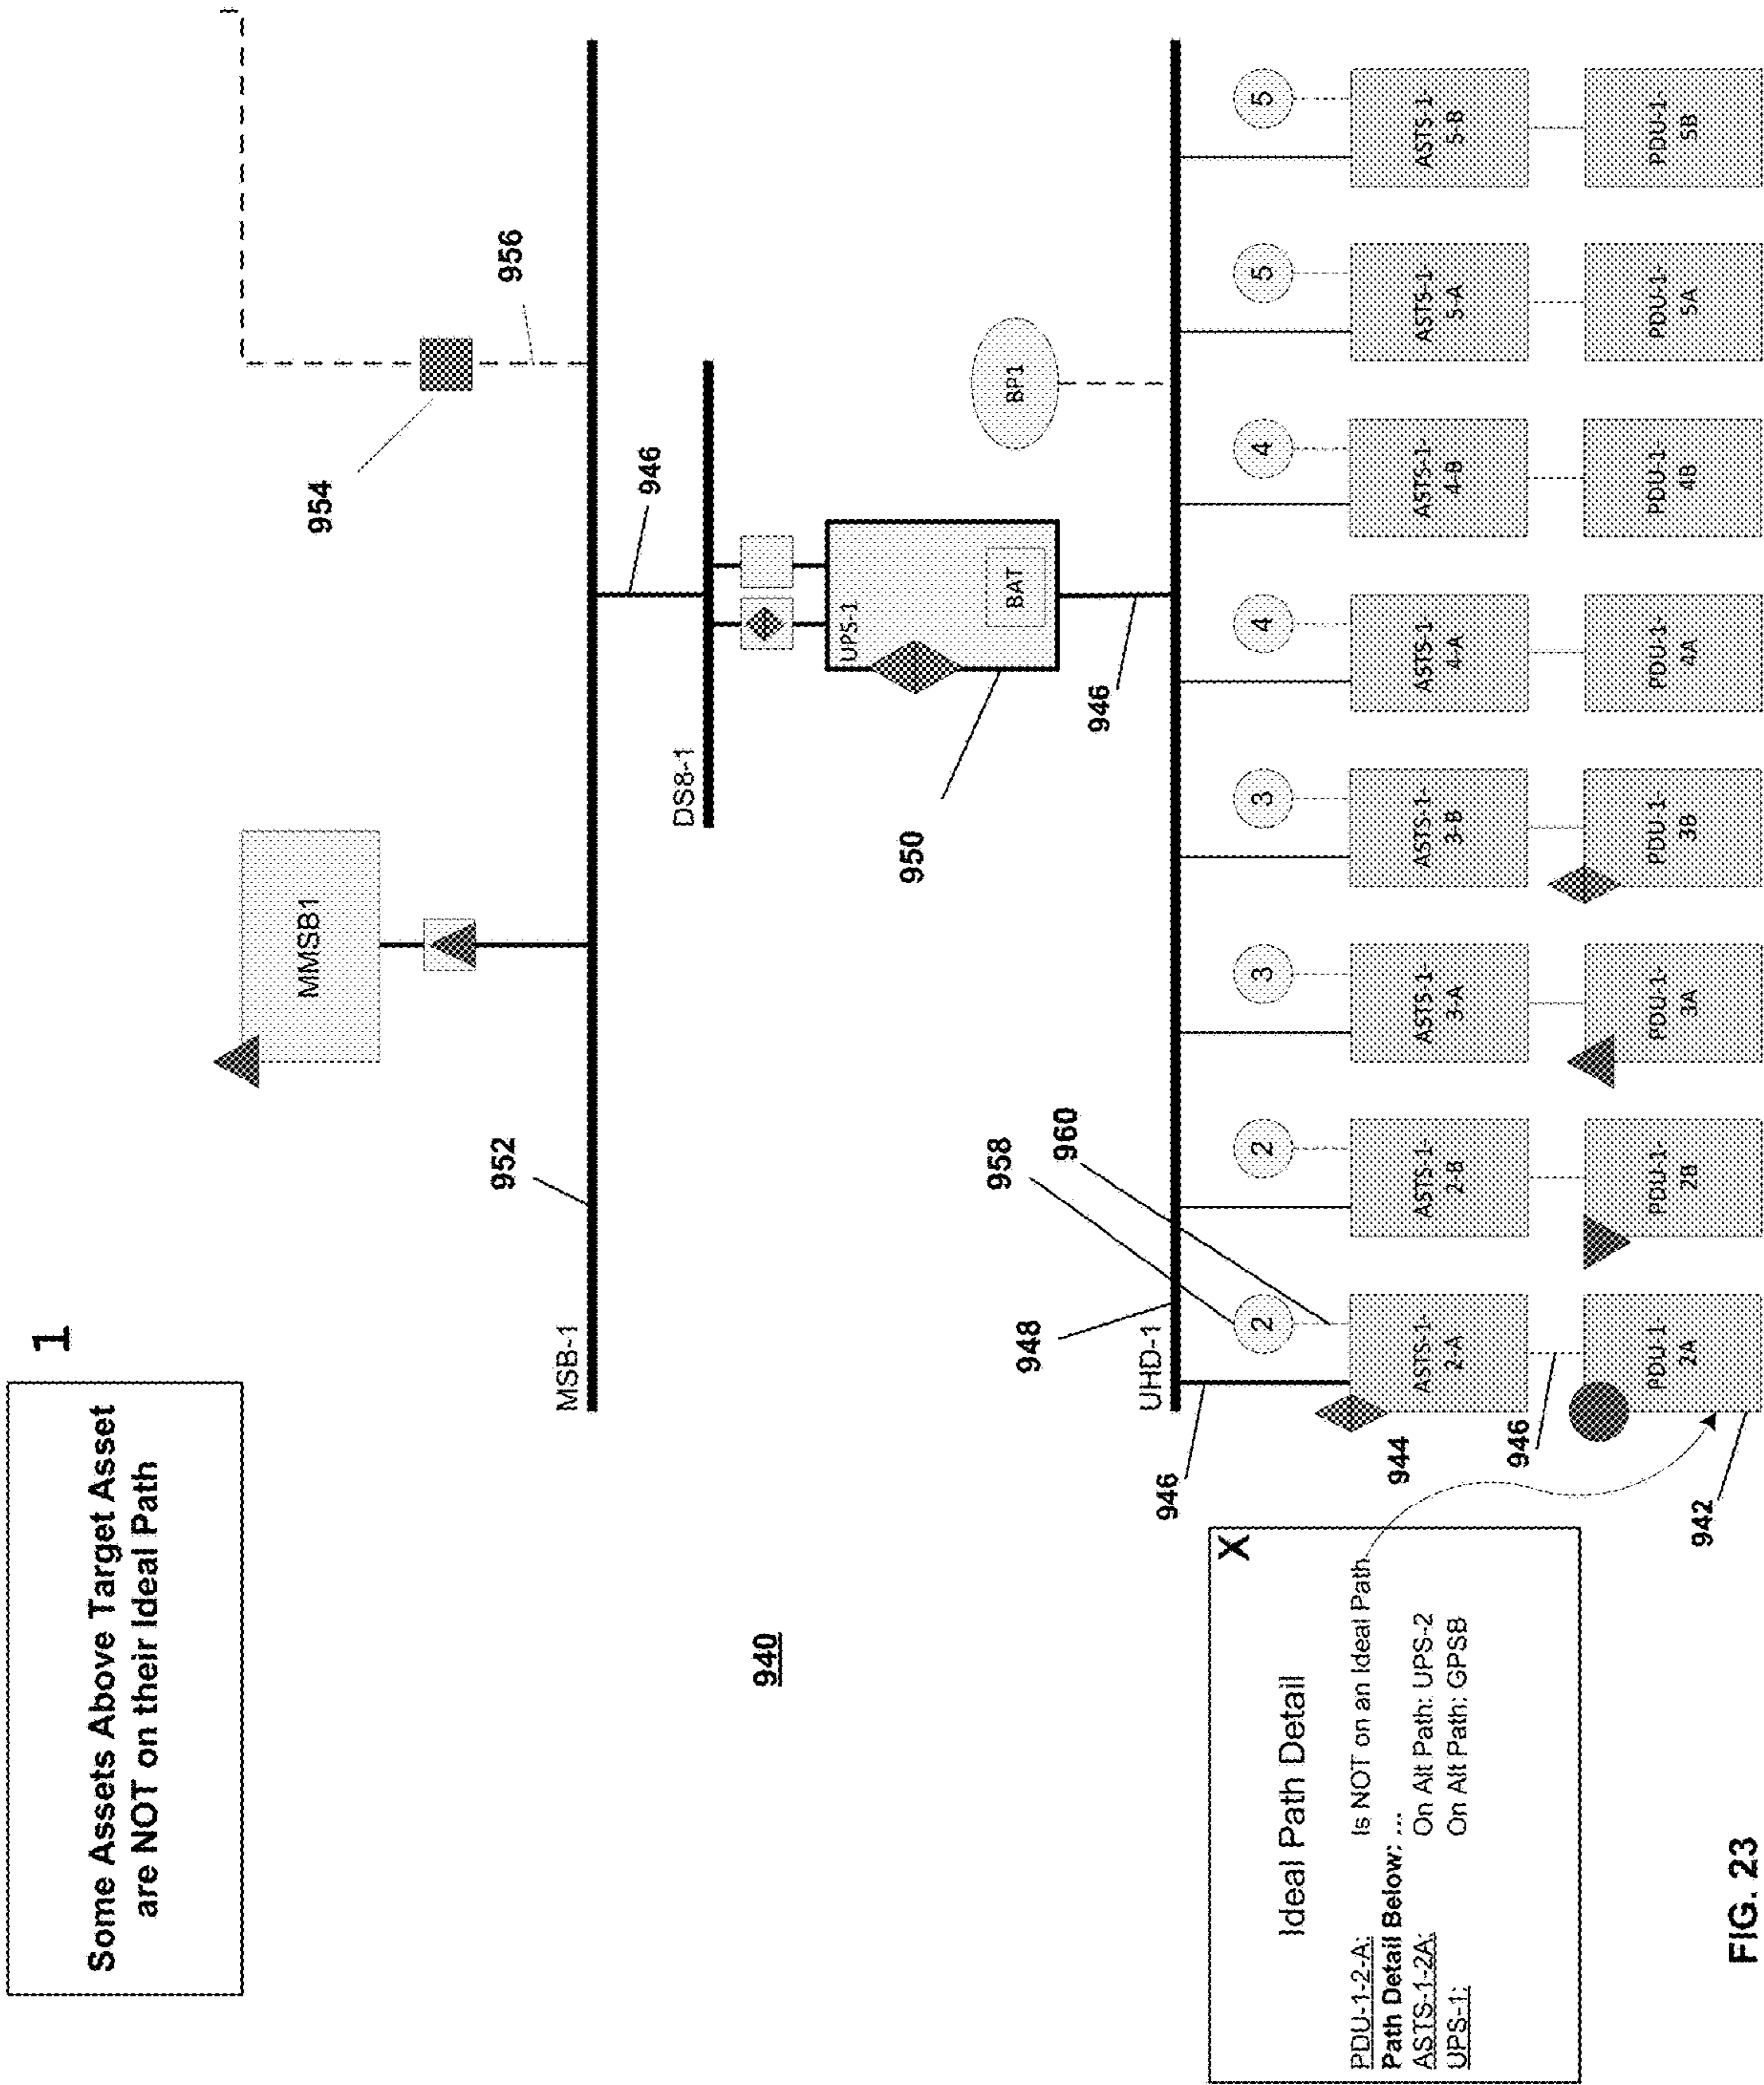 Some Assets Above Target Asset
are NOT on their Ideal Path
1
MMSB1
954
956
MSB-1
952
946
DS8-1
940
UPS-1
BAT
950
BP1
946
958
960
948
UHD-1
946
2
2
3
3
4
4
5
5
944
ASTS-1-
2-A
ASTS 1-
2-B
ASTS-1-
3-A
ASTS-1-
3-B
ASTS-1
4-A
ASTS-1-
4-B
ASTS-1-
5-A
ASTS 1-
5-B
946
PDU-1
2A
PDU-1-
2B
PDU-1-
3A
PDU-1-
3B
PDU-1-
4A
PDU-1-
4B
PDU-1-
5A
PDU-1-
5B
942
X
Ideal Path Detail
PDU-1-2-A: Is NOT on an Ideal Path
Path Detail Below: ...
ASTS-1-2A: On Alt Path: UPS-2
UPS-1: On Alt Path: GPSB
FIG. 23